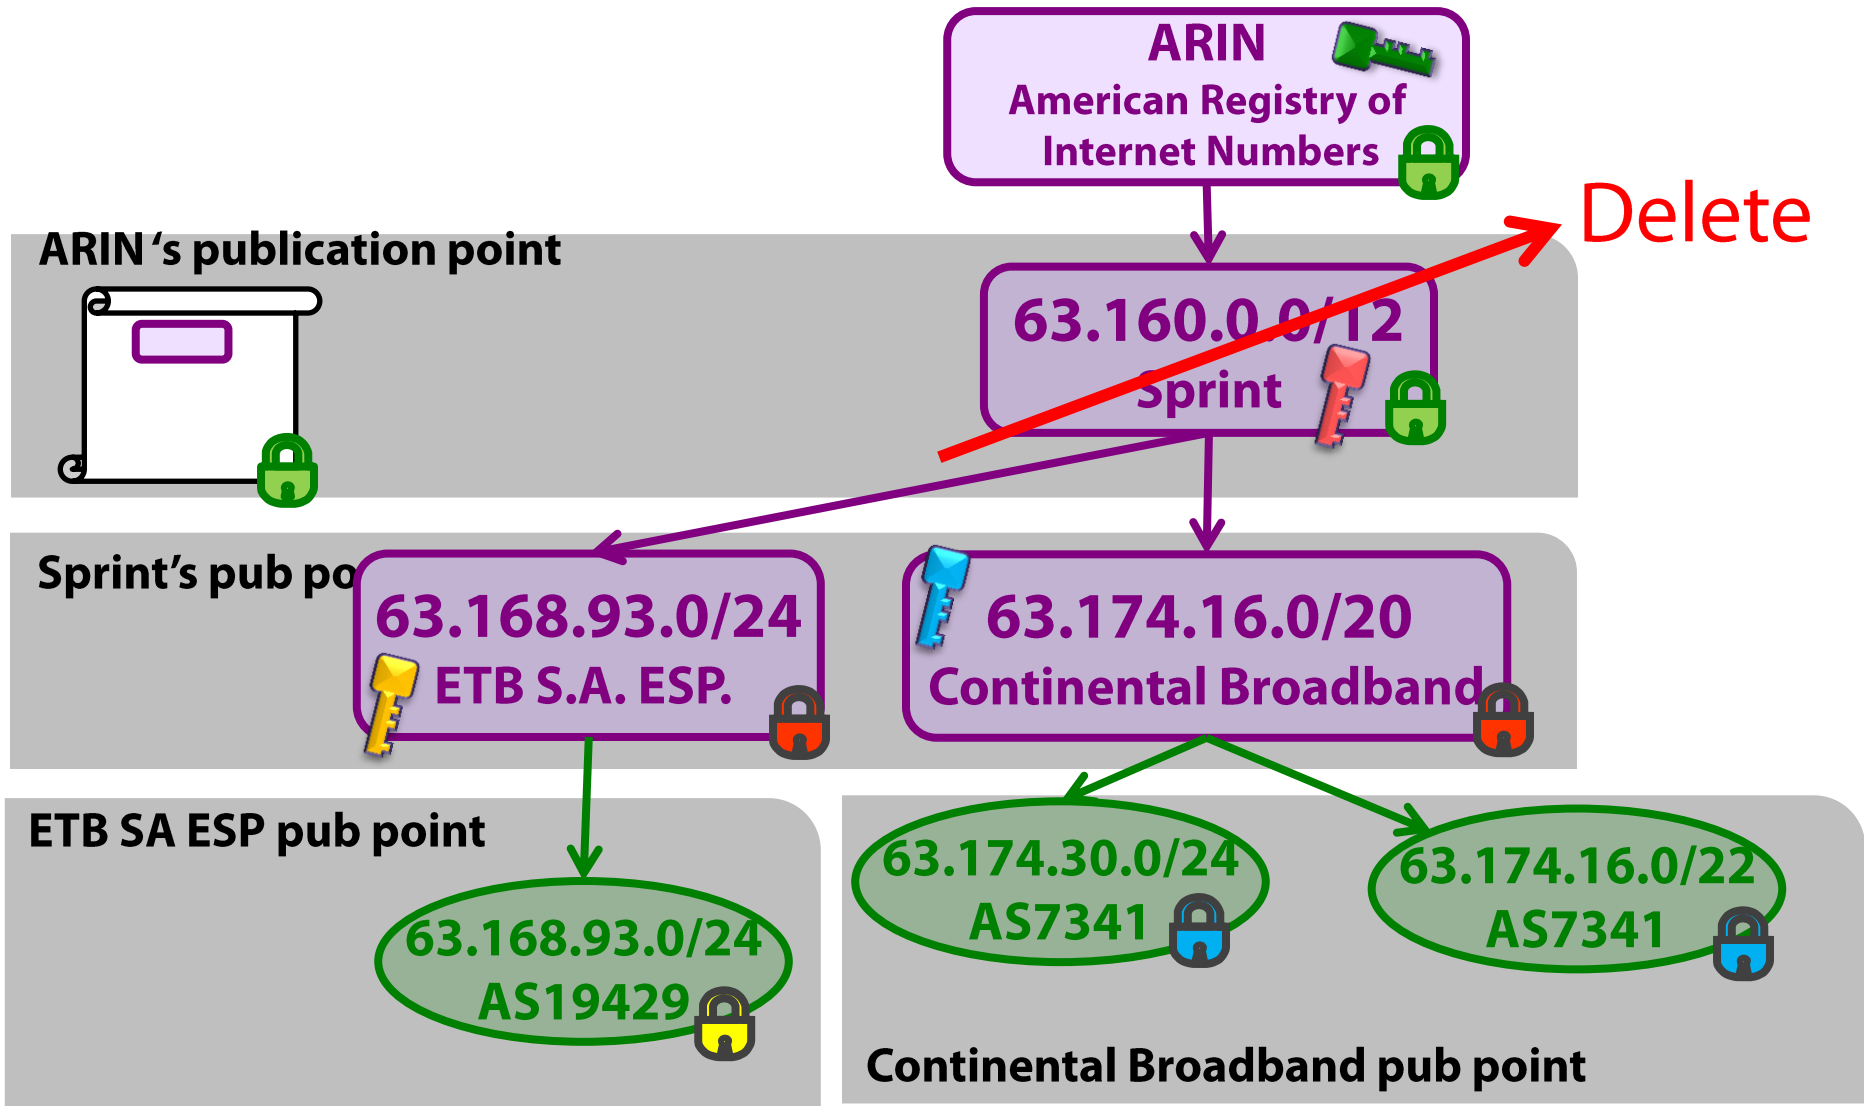 ARIN
American Registry of
Internet Numbers
Delete
ARIN‘s publication point
63.160.0.0/12
Sprint
Sprint’s pub po
63.168.93.0/24
ETB S.A. ESP.
63.174.16.0/20
Continental Broadband
ETB SA ESP pub point
63.168.93.0/24
AS19429
63.174.30.0/24
AS7341
63.174.16.0/22
AS7341
Continental Broadband pub point